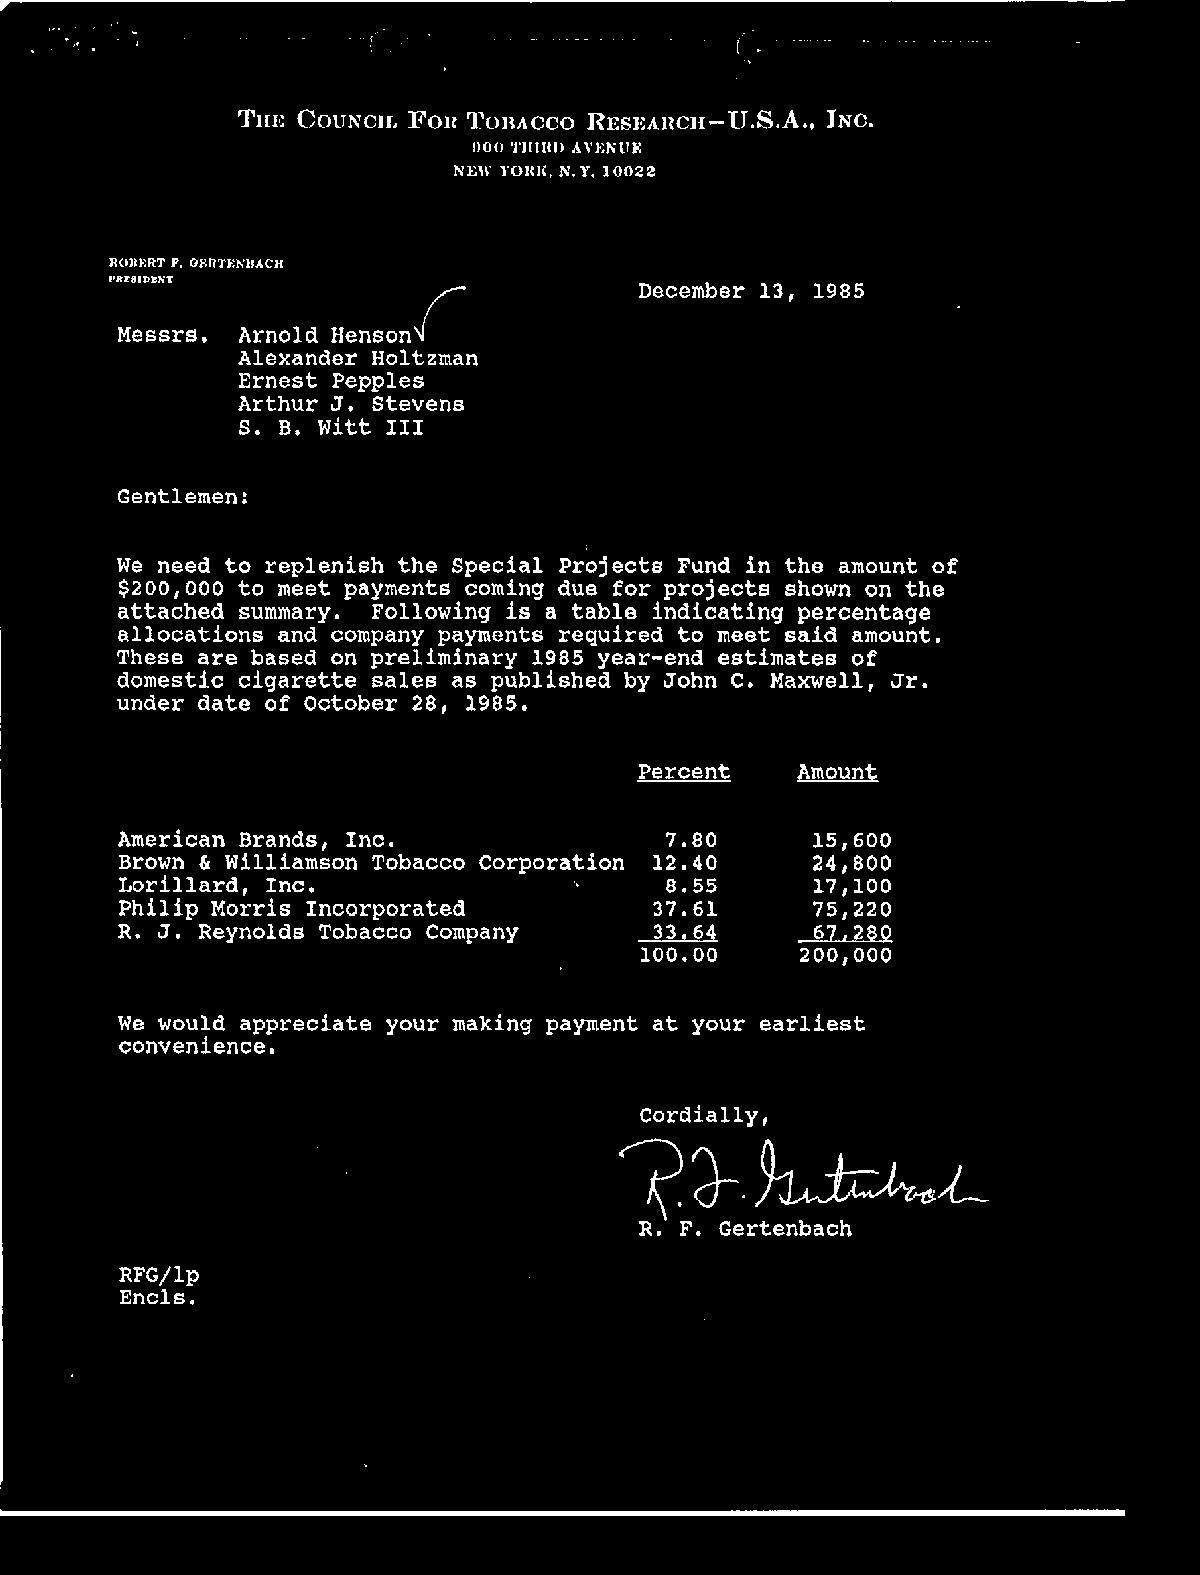 THE COUNCIL FOR TOBACCO RESEARCH—U.S.A., INC.
900 THIRD AVENUE
NEW YORK, N.Y. 10022
ROBERT F. GERTENBACH
PRESIDENT
December 13, 1985
Messrs. Arnold Henson
Alexander Holtzman
Ernest Pepples
Arthur J. Stevens
S. B. Witt III
Gentlemen:
We need to replenish the Special Projects Fund in the amount of
$200,000 to meet payments coming due for projects shown on the
attached summary. Following is a table indicating percentage
allocations and company payments required to meet said amount.
These are based on preliminary 1985 year-end estimates of
domestic cigarette sales as published by John C. Maxwell, Jr.
under date of October 28, 1985.
Percent Amount
American Brands, Inc. 7.80 15,600
Brown & Williamson Tobacco Corporation 12.40 24,800
Lorillard, Inc. 8.55 17,100
Philip Morris Incorporated 37.61 75,220
R. J. Reynolds Tobacco Company 33.64 67,280
100.00 200,000
We would appreciate your making payment at your earliest
convenience.
Cordially,
R. F. Gertenbach
R. F. Gertenbach
RFG/lp
Encls.